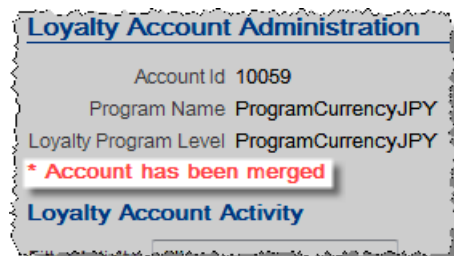 Loyalty Account Administration
Account Id 10059
Program Name ProgramCurrencyJPY
Loyalty Program Level ProgramCurrencyJPY
* Account has been merged
Loyalty Account Activity